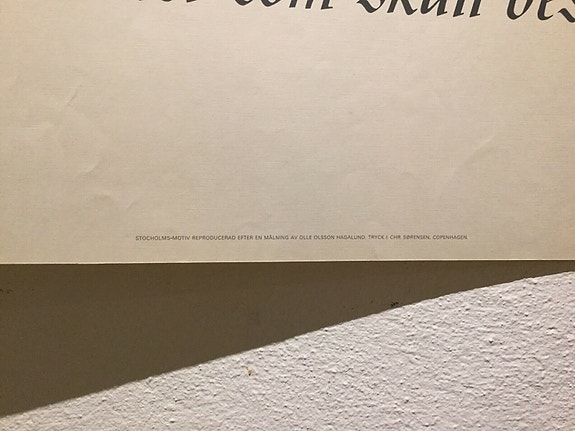 som skall
STOCHOLMS-MOTIV REPRODUCERAD EFTER EN MÅLNING AV OLLE OLSSON HAGALUND. TRYCK I CHR. SØRENSEN, COPENHAGEN